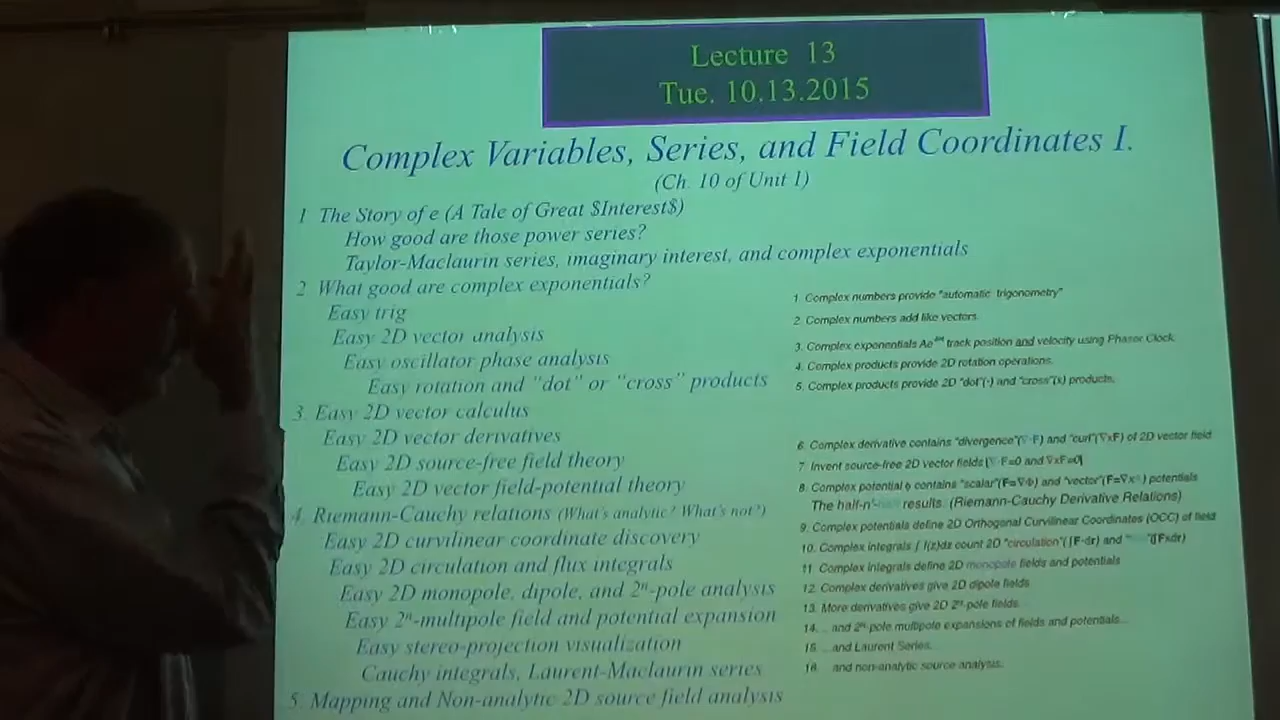 Lecture 13
Tue. 10.13.2015
Complex Variables, Series, and Field Coordinates I.
(Ch. 10 of Unit 1)
1 The Story of e (A Tale of Great $Interest$)
How good are those power series?
Taylor-Maclaurin series, imaginary interest, and complex exponentials
2 What good are complex exponentials?
Easy trig
Easy 2D vector analysis
Easy oscillator phase analysis
Easy rotation and "dot" or "cross" products
3. Easy 2D vector calculus
Easy 2D vector derivatives
Easy 2D source-free field theory
Easy 2D vector field-potential theory
4. Riemann-Cauchy relations (What's analytic? What's not?)
Easy 2D curvilinear coordinate discovery
Easy 2D circulation and flux integrals
Easy 2D monopole, dipole, and 2ⁿ-pole analysis
Easy 2ⁿ-multipole field and potential expansion
Easy stereo-projection visualization
Cauchy integrals, Laurent-Maclaurin series
5. Mapping and Non-analytic 2D source field analysis
1 Complex numbers provide "automatic trigonometry"
2. Complex numbers add like vectors.
3. Complex exponentials track position and velocity using Phasor Clock.
4. Complex products provide 2D rotation operations.
5. Complex products provide 2D "dot"(·) and "cross"(x) products.
6. Complex derivative contains "divergence"(∇·F) and "curl"(∇xF) of 2D vector field
7 Invent source-free 2D vector fields [∇·F=0 and ∇xF=0]
8. Complex potential ϕ contains "scalar"(F=∇Φ) and "vector" potentials
The half-n' results. (Riemann-Cauchy Derivative Relations)
9. Complex potentials define 2D Orthogonal Curvilinear Coordinates (OCC) of field
10. Complex integrals ∫ f(z)dz count 2D "circulation"(∫F·dr) and (∫Fxdr)
11. Complex integrals define 2D monopole fields and potentials
12. Complex derivatives give 2D dipole fields
13. More derivatives give 2D 2ⁿ-pole fields...
14. ...and 2ⁿ-pole multipole expansions of fields and potentials...
15. ...and Laurent Series...
16. ...and non-analytic source analysis.